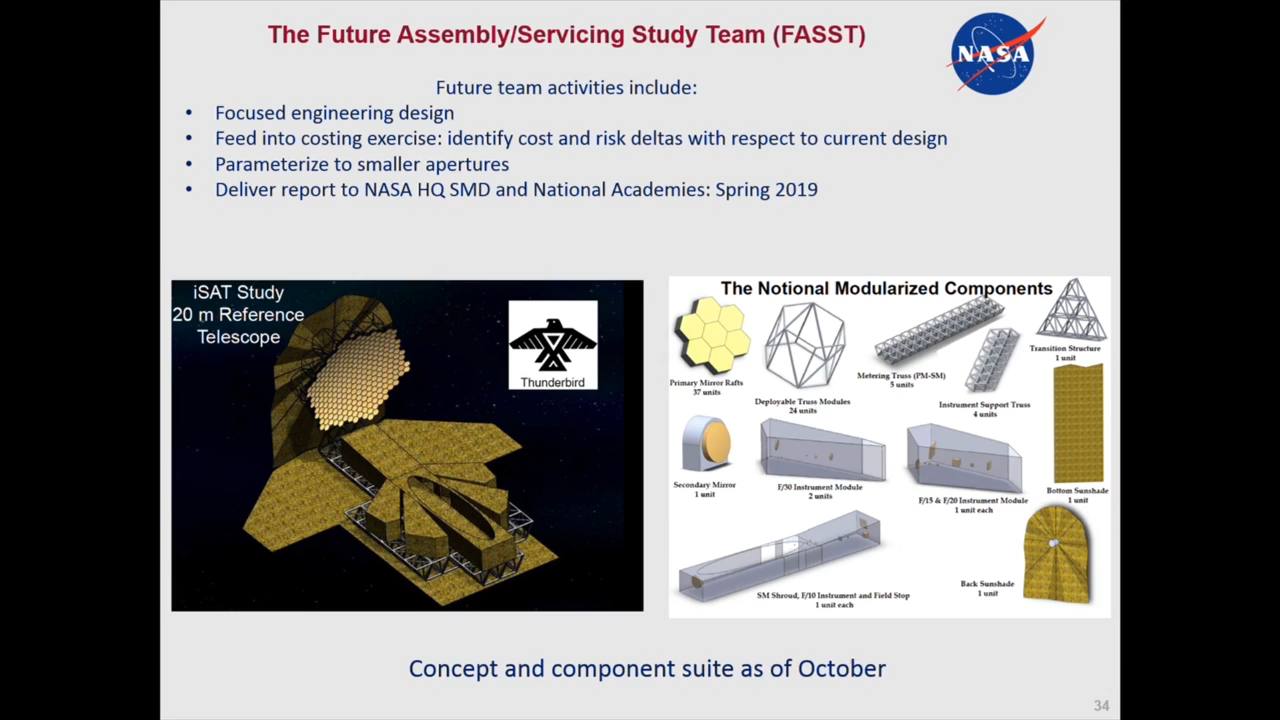 The Future Assembly/Servicing Study Team (FASST)
NASA
Future team activities include:
• Focused engineering design
• Feed into costing exercise: identify cost and risk deltas with respect to current design
• Parameterize to smaller apertures
• Deliver report to NASA HQ SMD and National Academies: Spring 2019
iSAT Study
20 m Reference
Telescope
Thunderbird
The Notional Modularized Components
Primary Mirror Rafts
37 units
Deployable Truss Modules
24 units
Metering Truss (PM-SM)
5 units
Instrument Support Truss
4 units
Transition Structure
1 unit
Secondary Mirror
1 unit
F/30 Instrument Module
2 units
F/15 & F/20 Instrument Module
1 unit each
Bottom Sunshade
1 unit
SM Shroud, F/10 Instrument and Field Stop
1 unit each
Back Sunshade
1 unit
Concept and component suite as of October
34